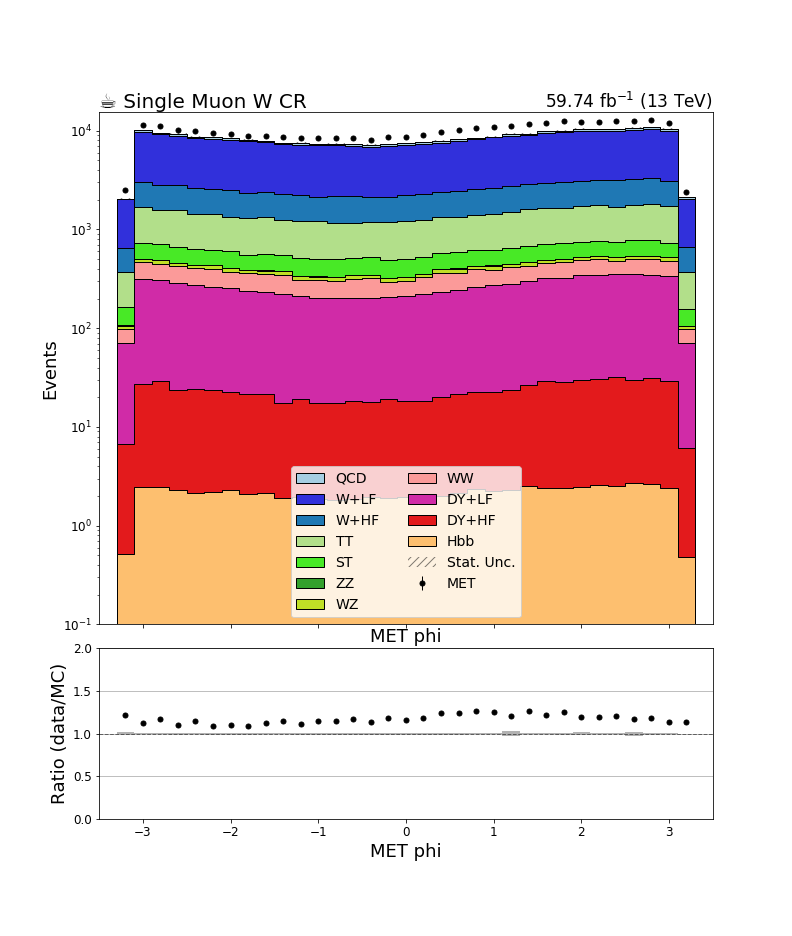 ☕ Single Muon W CR
59.74 fb⁻¹ (13 TeV)
Events
10⁴
10³
10²
10¹
10⁰
10⁻¹
QCD
W+LF
W+HF
TT
ST
ZZ
WZ
WW
DY+LF
DY+HF
Hbb
Stat. Unc.
MET
MET phi
Ratio (data/MC)
2.0
1.5
1.0
0.5
0.0
−3 −2 −1 0 1 2 3
MET phi